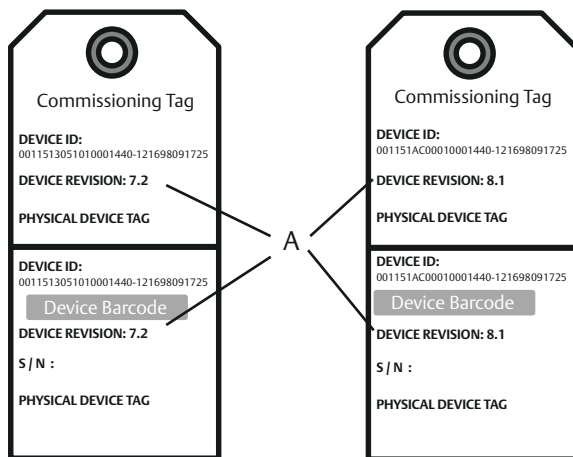 Commissioning Tag
DEVICE ID:
0011513051010001440-121698091725
DEVICE REVISION: 7.2
PHYSICAL DEVICE TAG
DEVICE ID:
0011513051010001440-121698091725
Device Barcode
DEVICE REVISION: 7.2
S / N :
PHYSICAL DEVICE TAG
A
Commissioning Tag
DEVICE ID:
001151AC00010001440-121698091725
DEVICE REVISION: 8.1
PHYSICAL DEVICE TAG
DEVICE ID:
001151AC00010001440-121698091725
Device Barcode
DEVICE REVISION: 8.1
S / N :
PHYSICAL DEVICE TAG